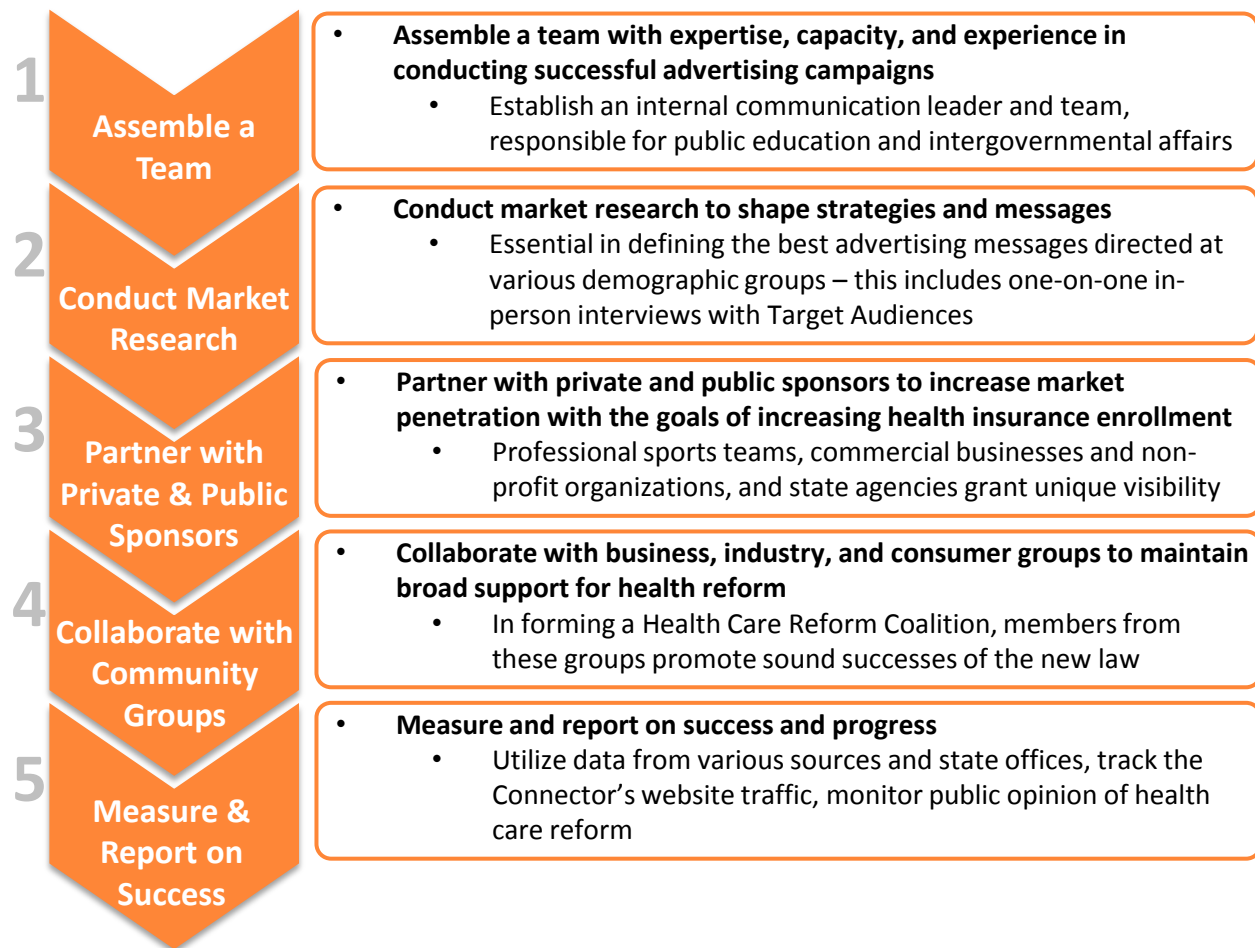 1
Assemble a
Team
• Assemble a team with expertise, capacity, and experience in
conducting successful advertising campaigns
• Establish an internal communication leader and team,
responsible for public education and intergovernmental affairs
2
Conduct Market
Research
• Conduct market research to shape strategies and messages
• Essential in defining the best advertising messages directed at
various demographic groups – this includes one-on-one in-
person interviews with Target Audiences
3
Partner with
Private & Public
Sponsors
• Partner with private and public sponsors to increase market
penetration with the goals of increasing health insurance enrollment
• Professional sports teams, commercial businesses and non-
profit organizations, and state agencies grant unique visibility
4
Collaborate with
Community
Groups
• Collaborate with business, industry, and consumer groups to maintain
broad support for health reform
• In forming a Health Care Reform Coalition, members from
these groups promote sound successes of the new law
5
Measure &
Report on
Success
• Measure and report on success and progress
• Utilize data from various sources and state offices, track the
Connector's website traffic, monitor public opinion of health
care reform